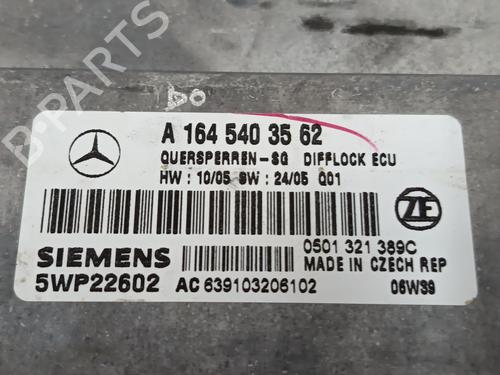 A 164 540 35 62
QUERSPERREN-SG DIFFLOCK ECU
HW : 10/05 SW : 24/05 Q01
ZF
0501 321 389C
SIEMENS
MADE IN CZECH REP
5WP22602
AC 639103206102
06W39
B-PARTS